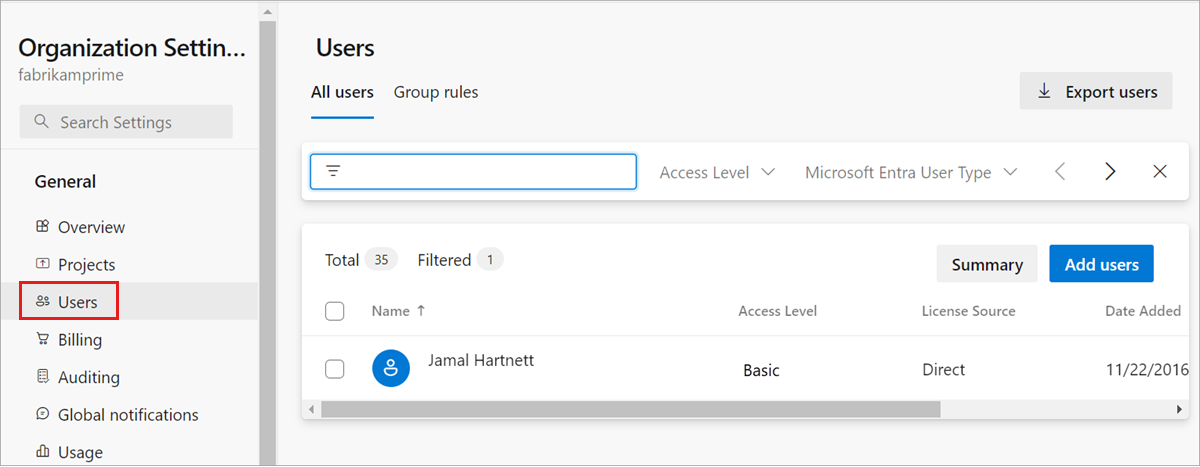 Organization Settin...
fabrikamprime
Search Settings
General
Overview
Projects
Users
Billing
Auditing
Global notifications
Usage
Users
All users Group rules
Export users
Access Level Microsoft Entra User Type
Total 35 Filtered 1
Summary Add users
Name ↑ Access Level License Source Date Added
Jamal Hartnett Basic Direct 11/22/2016